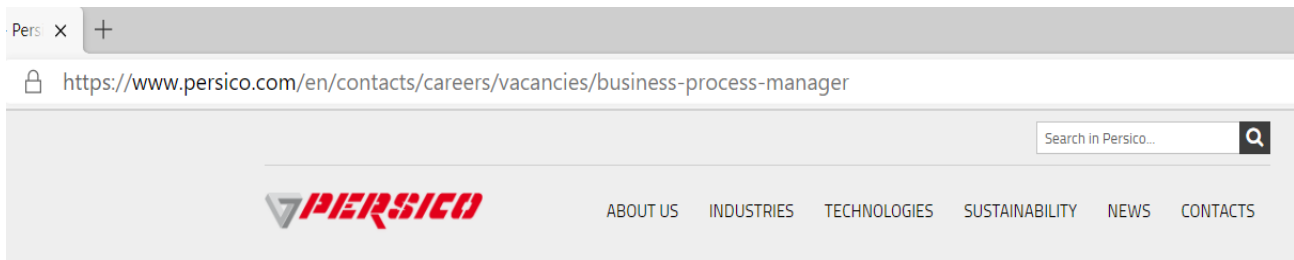 Pers
https://www.persico.com/en/contacts/careers/vacancies/business-process-manager
Search in Persico...
PERSICO
ABOUT US INDUSTRIES TECHNOLOGIES SUSTAINABILITY NEWS CONTACTS